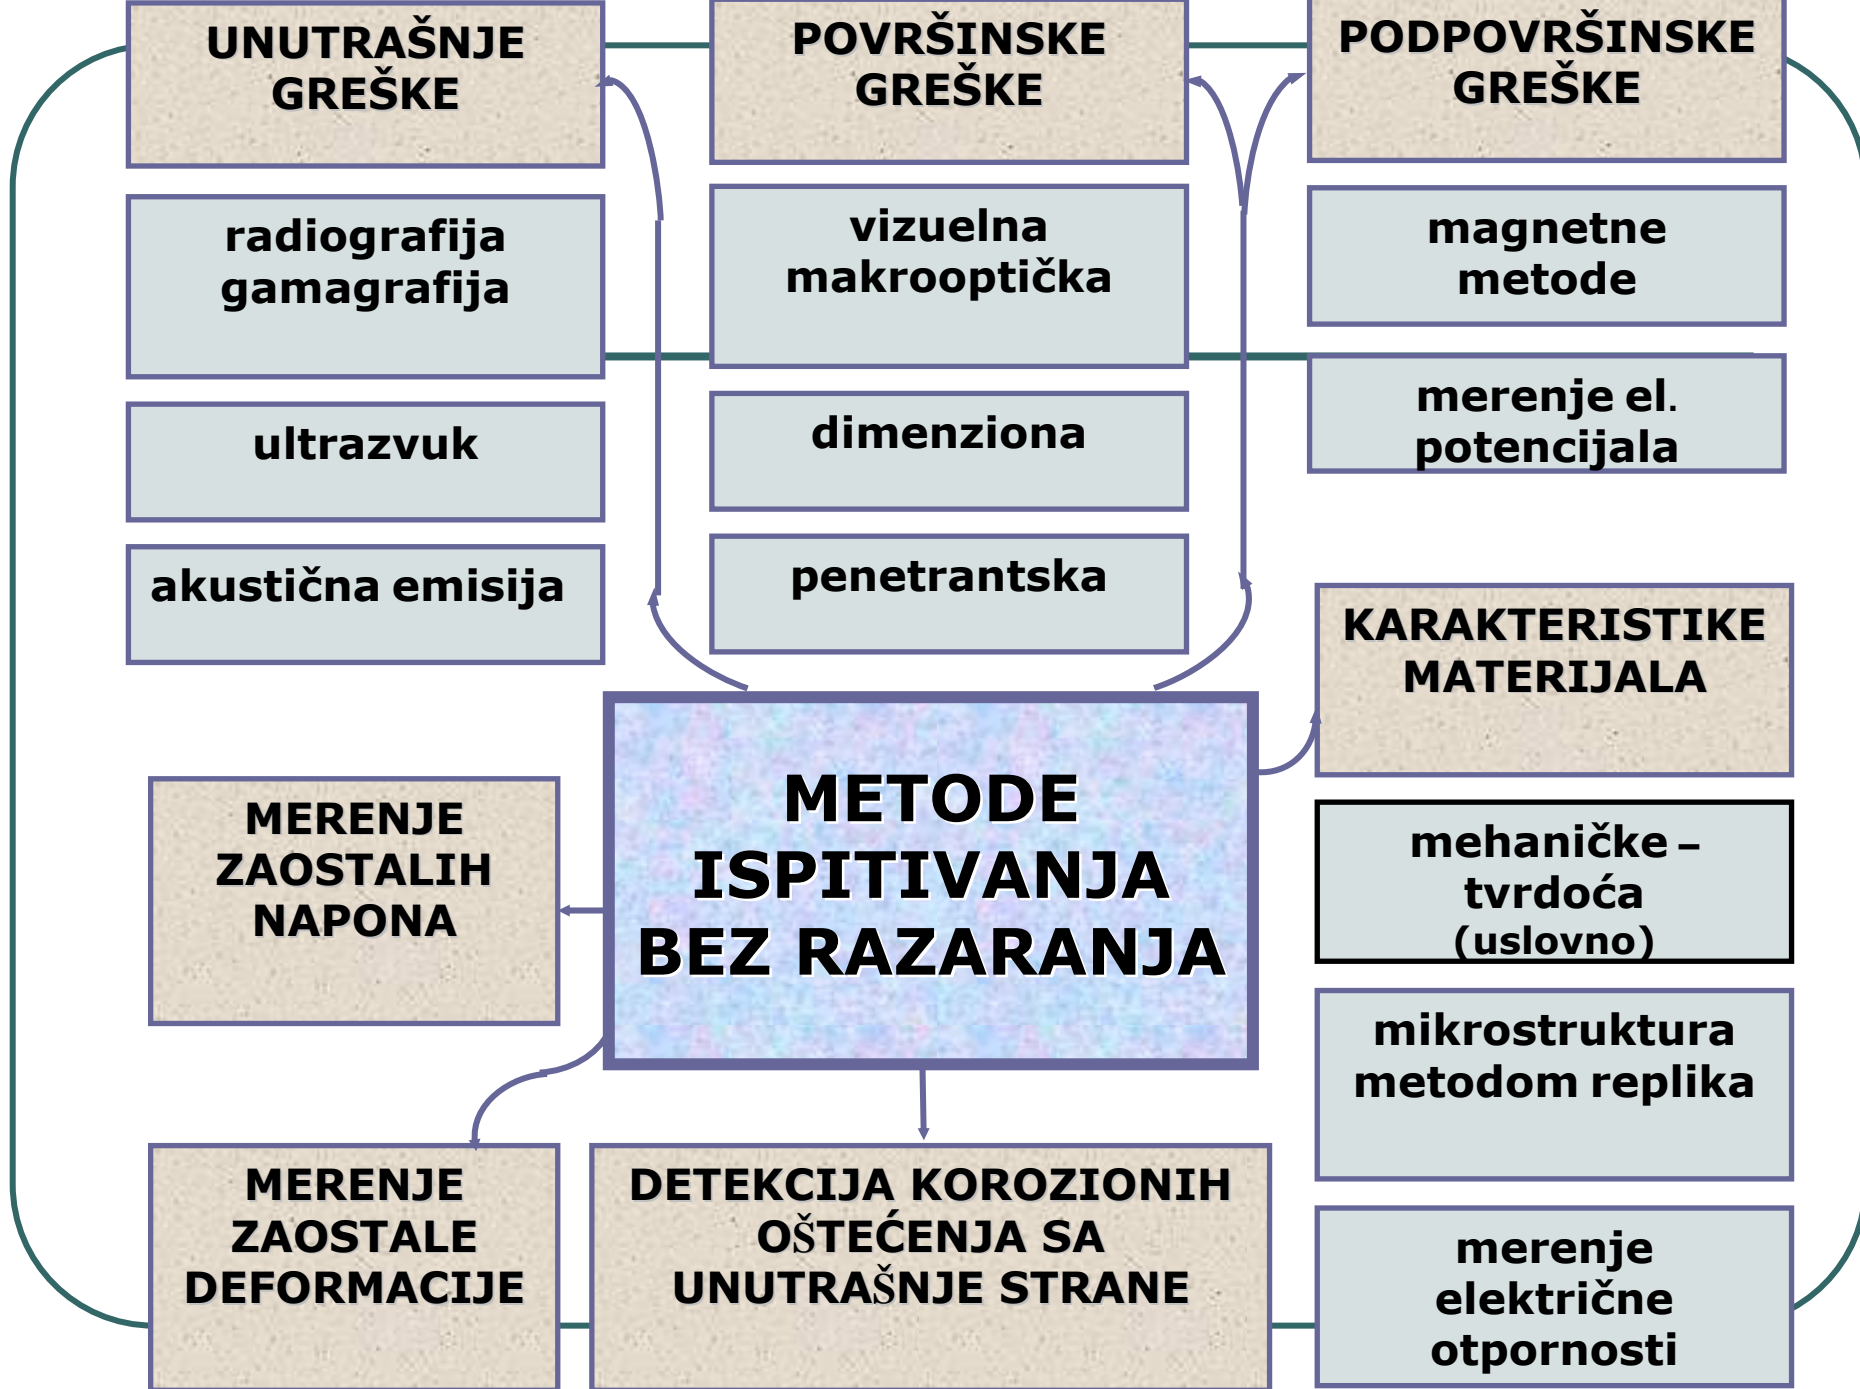 UNUTRAŠNJE
GREŠKE
radiografija
gamagrafija
ultrazvuk
akustična emisija
POVRŠINSKE
GREŠKE
vizuelna
makrooptička
dimenziona
penetrantska
PODPOVRŠINSKE
GREŠKE
magnetne
metode
merenje el.
potencijala
KARAKTERISTIKE
MATERIJALA
mehaničke –
tvrdoća
(uslovno)
mikrostruktura
metodom replika
merenje
električne
otpornosti
METODE
ISPITIVANJA
BEZ RAZARANJA
MERENJE
ZAOSTALIH
NAPONA
MERENJE
ZAOSTALE
DEFORMACIJE
DETEKCIJA KOROZIONIH
OŠTEĆENJA SA
UNUTRAŠNJE STRANE